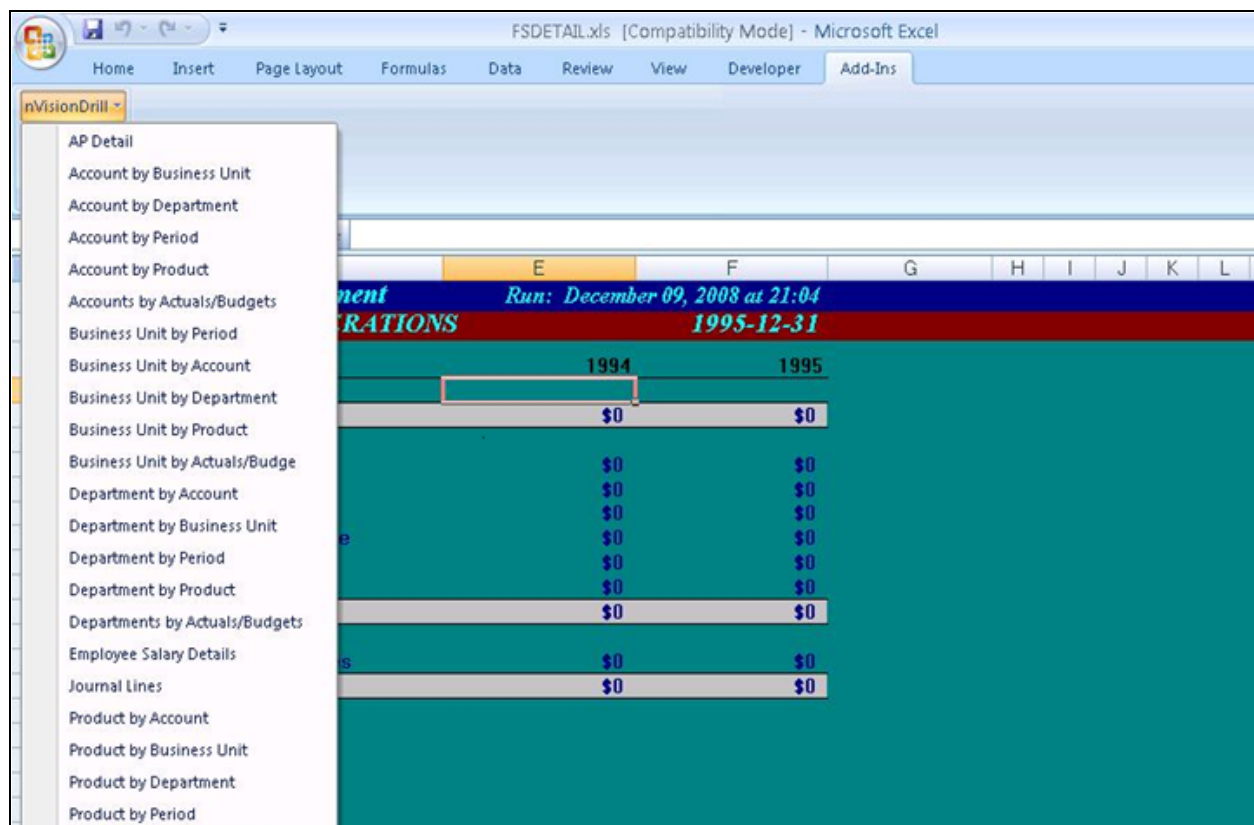 FSDETAIL.xls [Compatibility Mode] - Microsoft Excel
Home Insert Page Layout Formulas Data Review View Developer Add-Ins
nVisionDrill
AP Detail
Account by Business Unit
Account by Department
Account by Period
Account by Product
Accounts by Actuals/Budgets
Business Unit by Period
Business Unit by Account
Business Unit by Department
Business Unit by Product
Business Unit by Actuals/Budge
Department by Account
Department by Business Unit
Department by Period
Department by Product
Departments by Actuals/Budgets
Employee Salary Details
Journal Lines
Product by Account
Product by Business Unit
Product by Department
Product by Period
E F G H I J K L
ment Run: December 09, 2008 at 21:04
RATIONS 1995-12-31
1994 1995
$0 $0
$0 $0
$0 $0
$0 $0
e $0 $0
$0 $0
$0 $0
$0 $0
s $0 $0
$0 $0